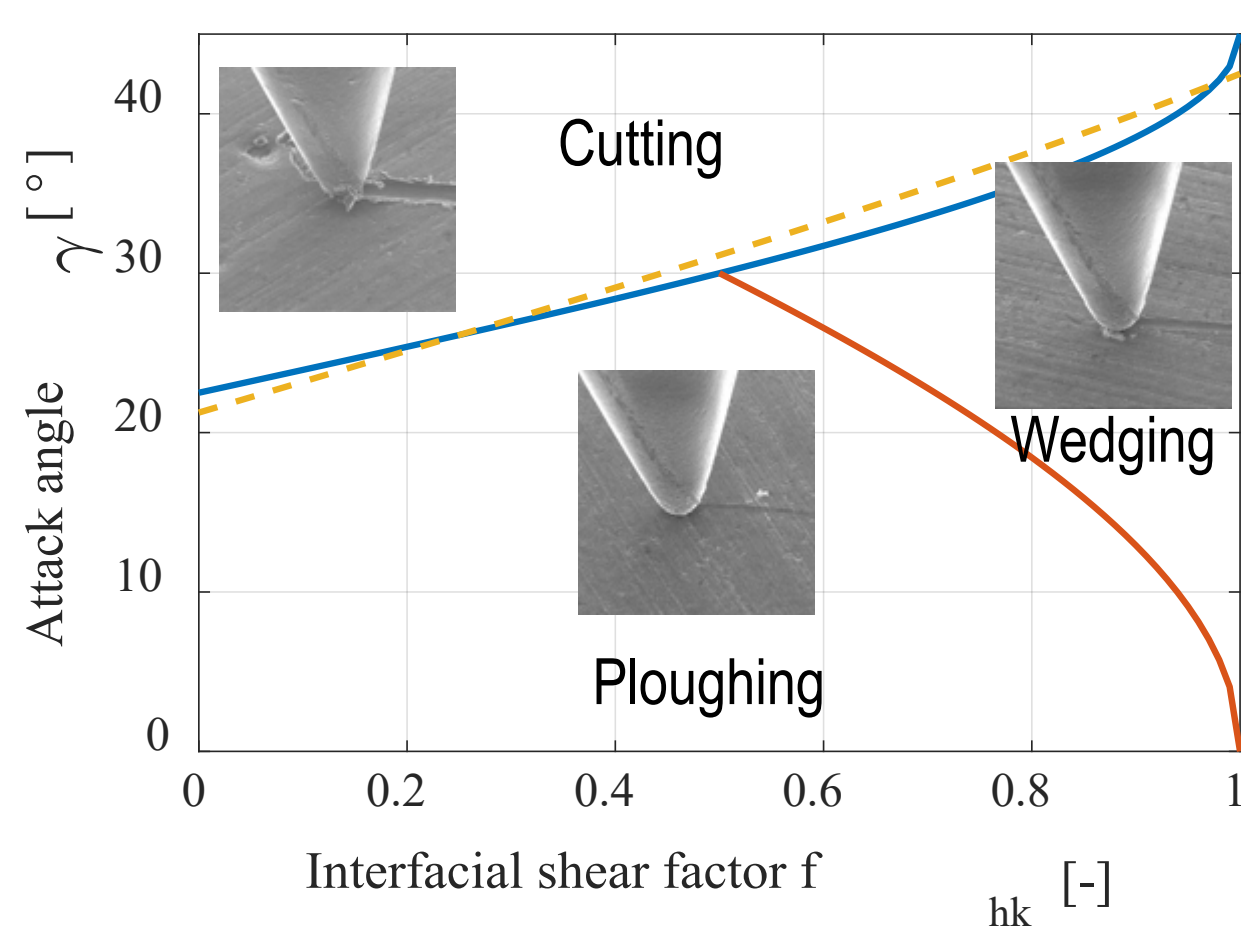 40
30
20
10
0
Attack angle γ [°]
Cutting
Wedging
Ploughing
0 0.2 0.4 0.6 0.8 1
Interfacial shear factor f hk [-]